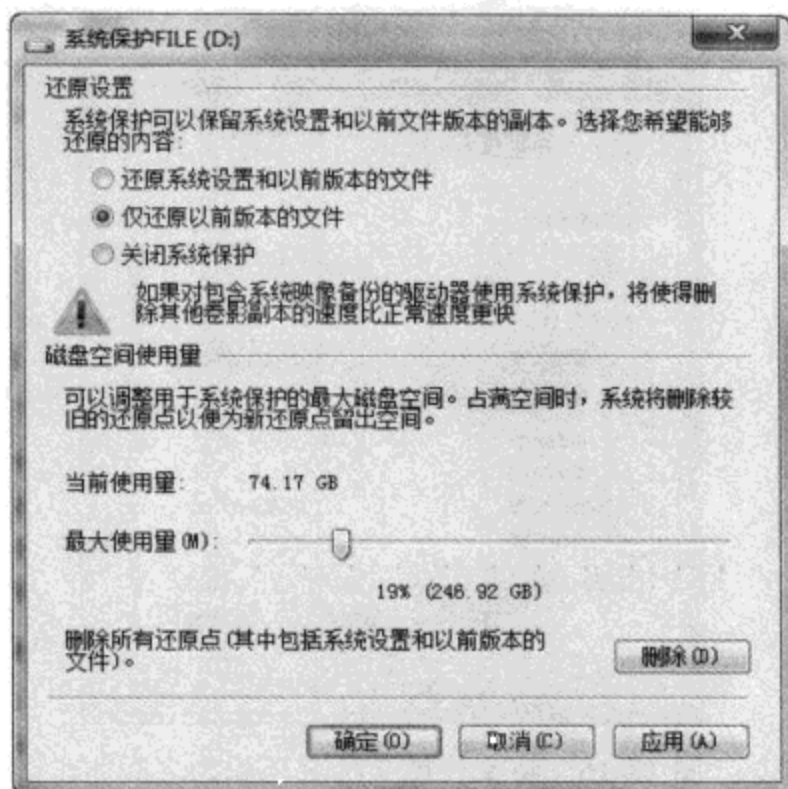 系统保护FILE (D:)
还原设置
系统保护可以保留系统设置和以前文件版本的副本。选择您希望能够
还原的内容:
还原系统设置和以前版本的文件
仅还原以前版本的文件
关闭系统保护
如果对包含系统映像备份的驱动器使用系统保护，将使得删
除其他卷影副本的速度比正常速度更快
磁盘空间使用量
可以调整用于系统保护的最大磁盘空间。占满空间时，系统将删除较
旧的还原点以便为新还原点留出空间。
当前使用量: 74.17 GB
最大使用量(M):
19% (246.92 GB)
删除所有还原点(其中包括系统设置和以前版本的
文件)。
删除(D)
确定(O) 取消(C) 应用(A)